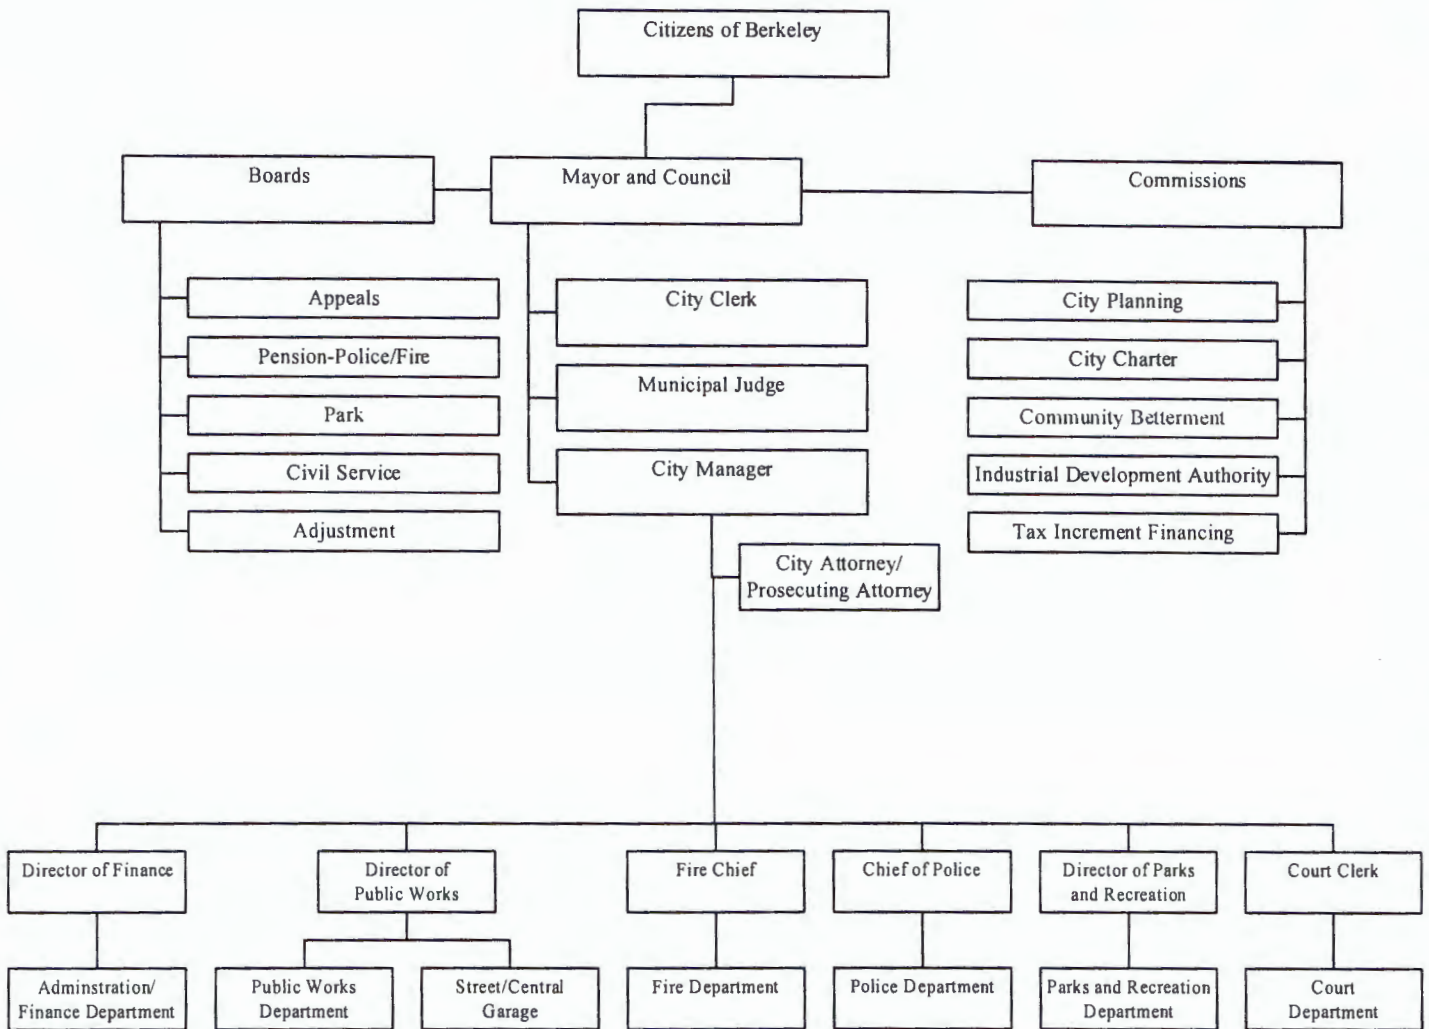 Citizens of Berkeley
Boards
Mayor and Council
Commissions
Appeals
Pension-Police/Fire
Park
Civil Service
Adjustment
City Clerk
Municipal Judge
City Manager
City Attorney/
Prosecuting Attorney
City Planning
City Charter
Community Betterment
Industrial Development Authority
Tax Increment Financing
Director of Finance
Director of
Public Works
Fire Chief
Chief of Police
Director of Parks
and Recreation
Court Clerk
Adminstration/
Finance Department
Public Works
Department
Street/Central
Garage
Fire Department
Police Department
Parks and Recreation
Department
Court
Department